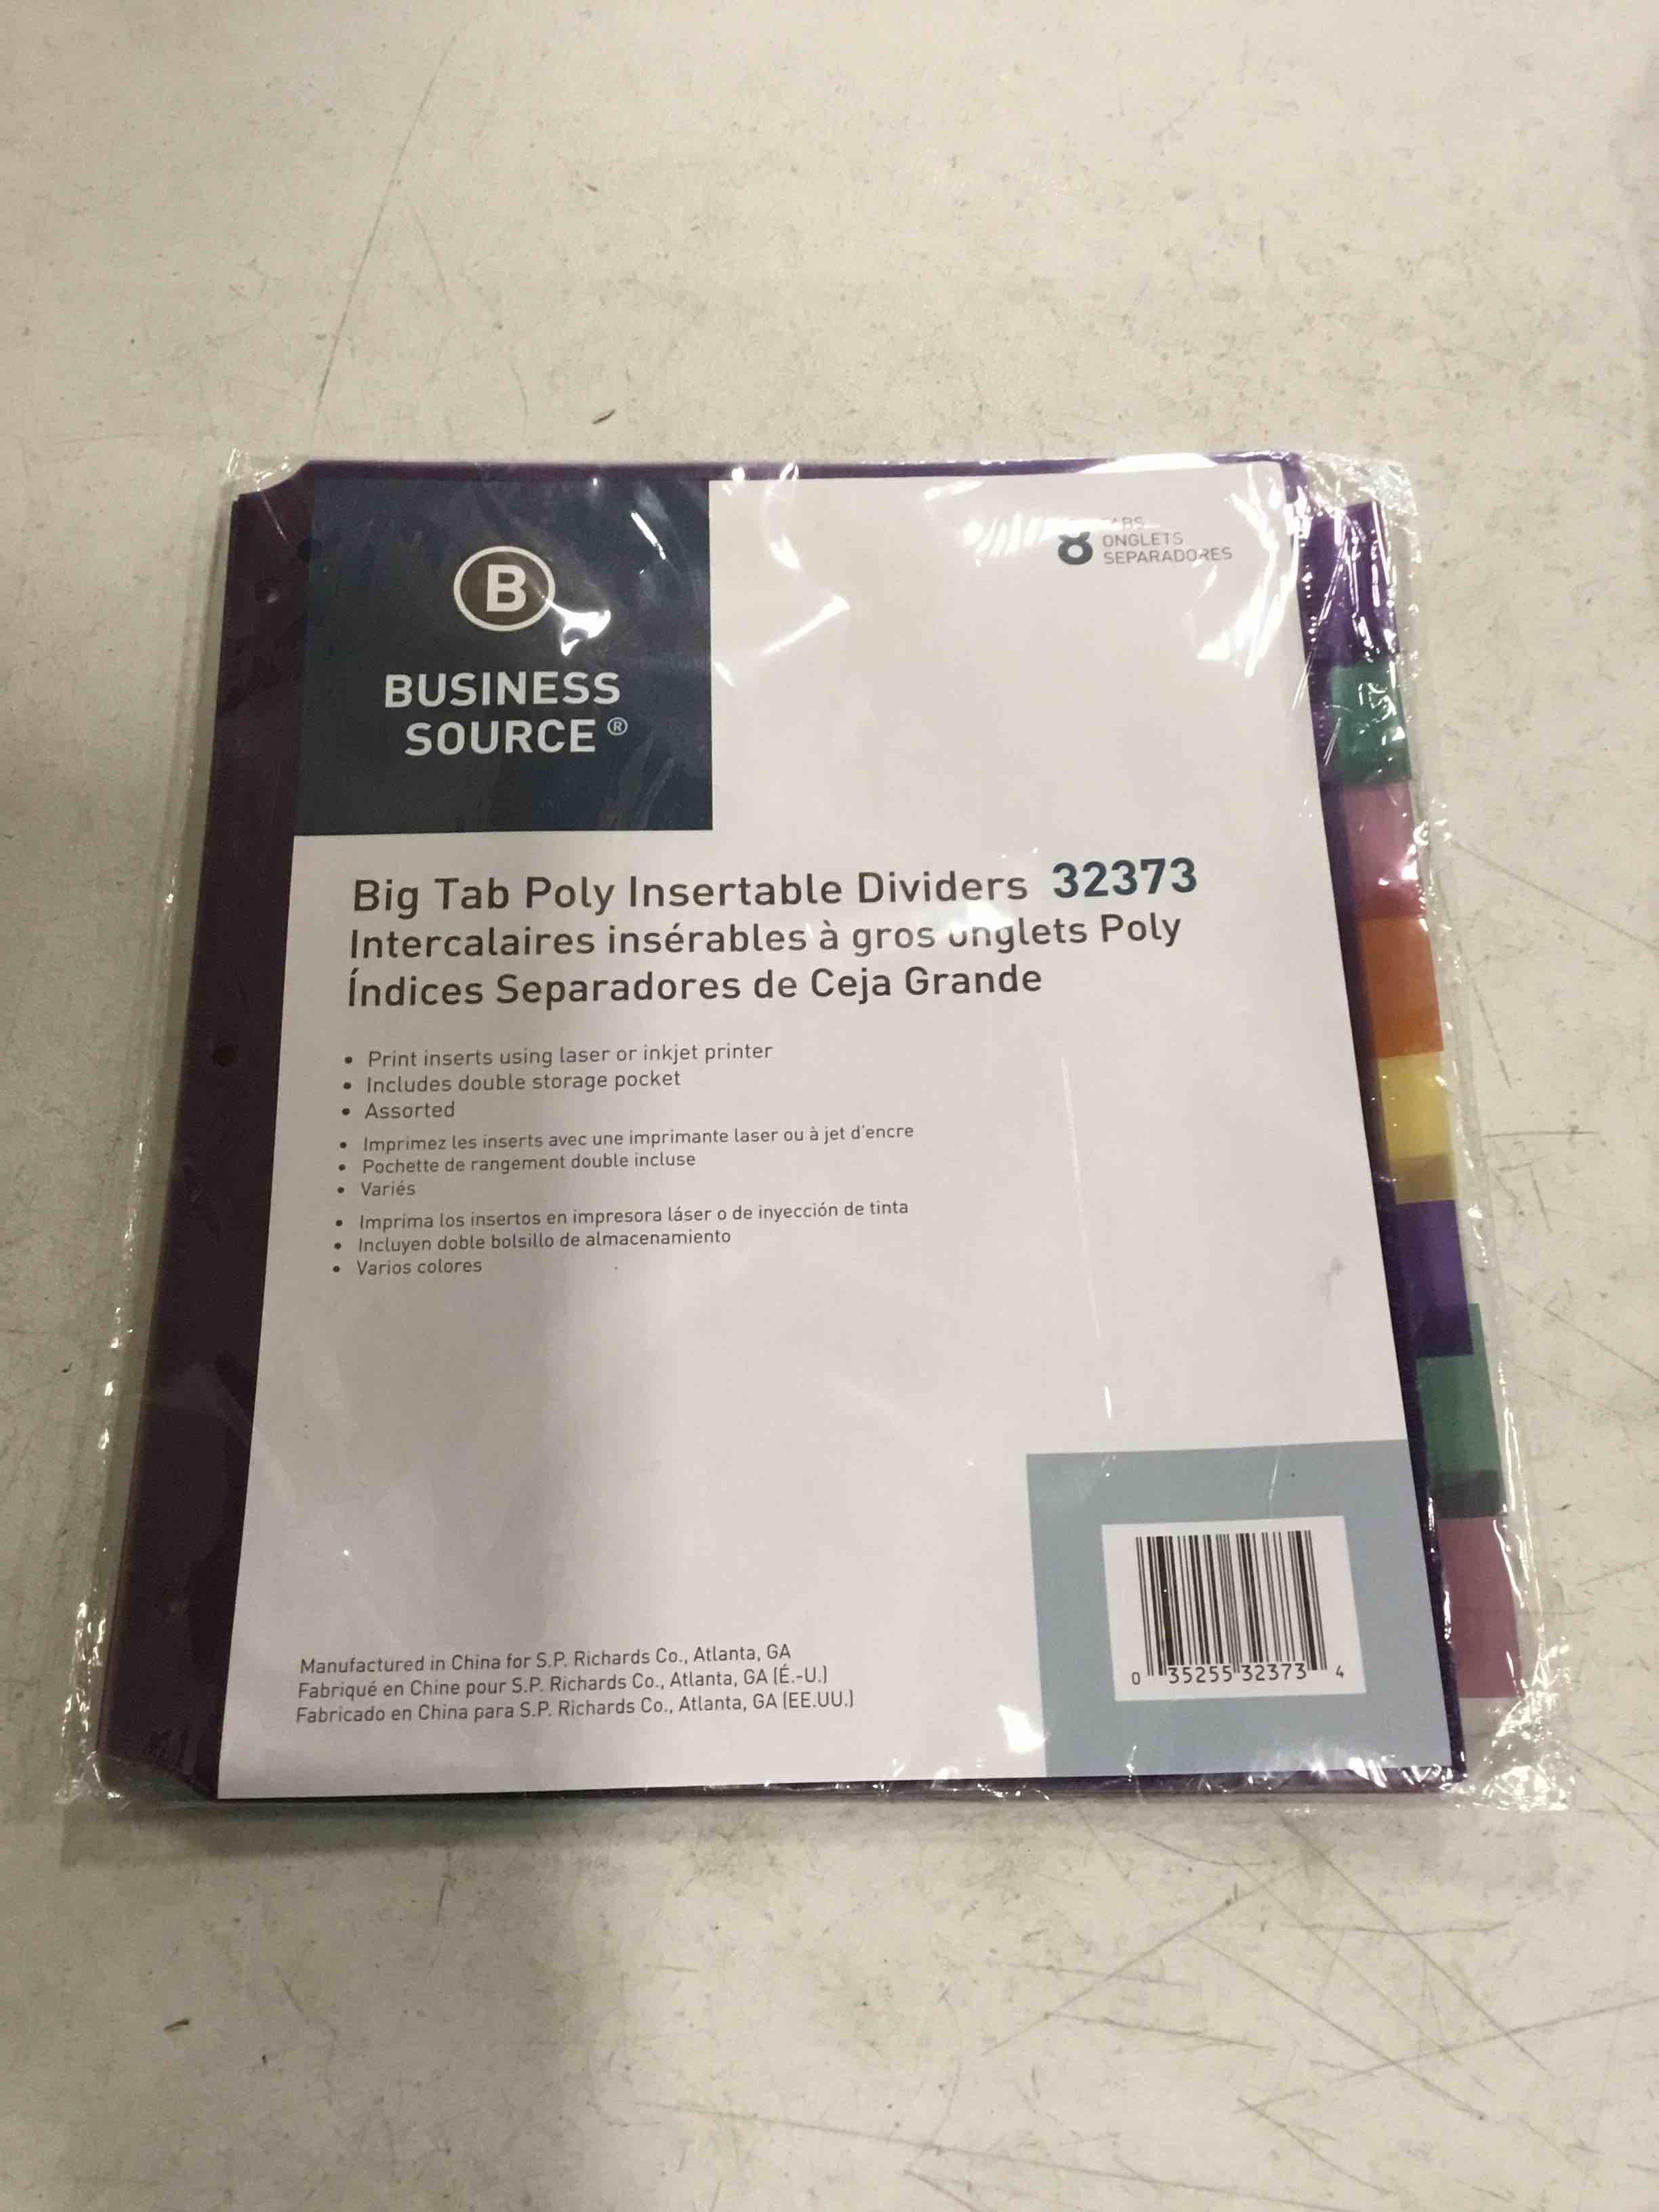 B
BUSINESS
SOURCE®
8
ONGLETS
SEPARADORES
Big Tab Poly Insertable Dividers 32373
Intercalaires insérables à gros onglets Poly
Índices Separadores de Ceja Grande
• Print inserts using laser or inkjet printer
• Includes double storage pocket
• Assorted
• Imprimez les inserts avec une imprimante laser ou à jet d'encre
• Pochette de rangement double incluse
• Variés
• Imprima los insertos en impresora láser o de inyección de tinta
• Incluyen doble bolsillo de almacenamiento
• Varios colores
Manufactured in China for S.P. Richards Co., Atlanta, GA
Fabriqué en Chine pour S.P. Richards Co., Atlanta, GA (É.-U.)
Fabricado en China para S.P. Richards Co., Atlanta, GA (EE.UU.)
0 35255 32373 4